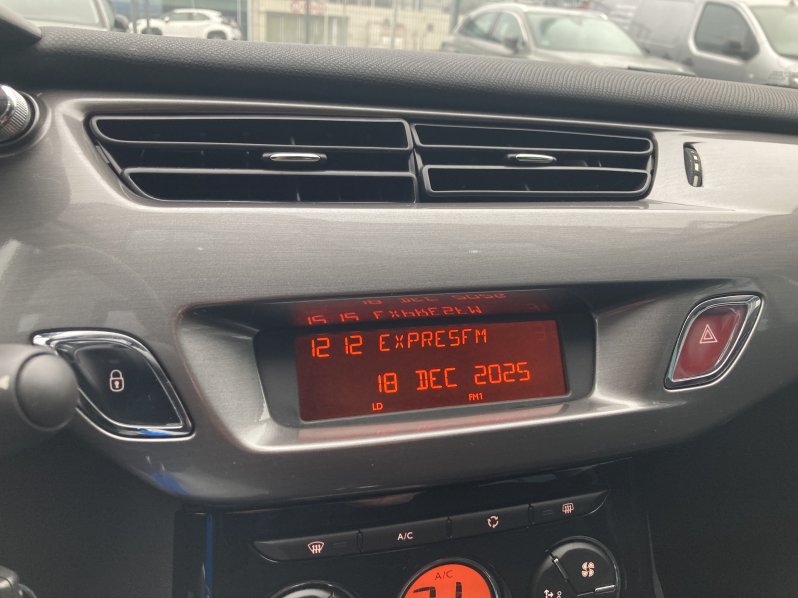 12 12 EXPRESFM
18 DEC 2025
LD FM1
A/C
A/C